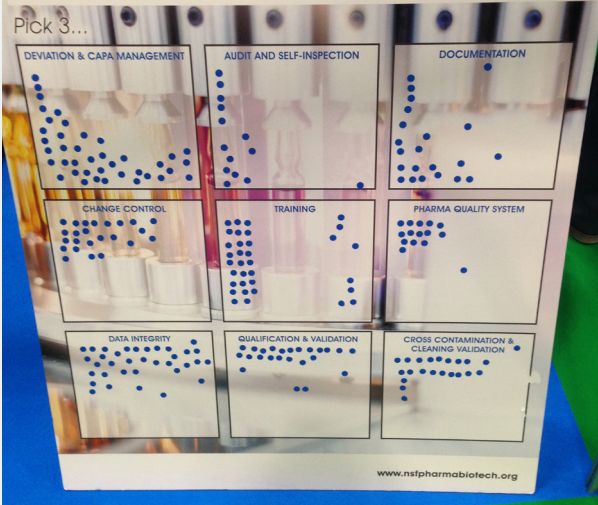 Pick 3...
DEVIATION & CAPA MANAGEMENT
AUDIT AND SELF-INSPECTION
DOCUMENTATION
CHANGE CONTROL
TRAINING
PHARMA QUALITY SYSTEM
DATA INTEGRITY
QUALIFICATION & VALIDATION
CROSS CONTAMINATION &
CLEANING VALIDATION
www.nsfpharmabiotech.org